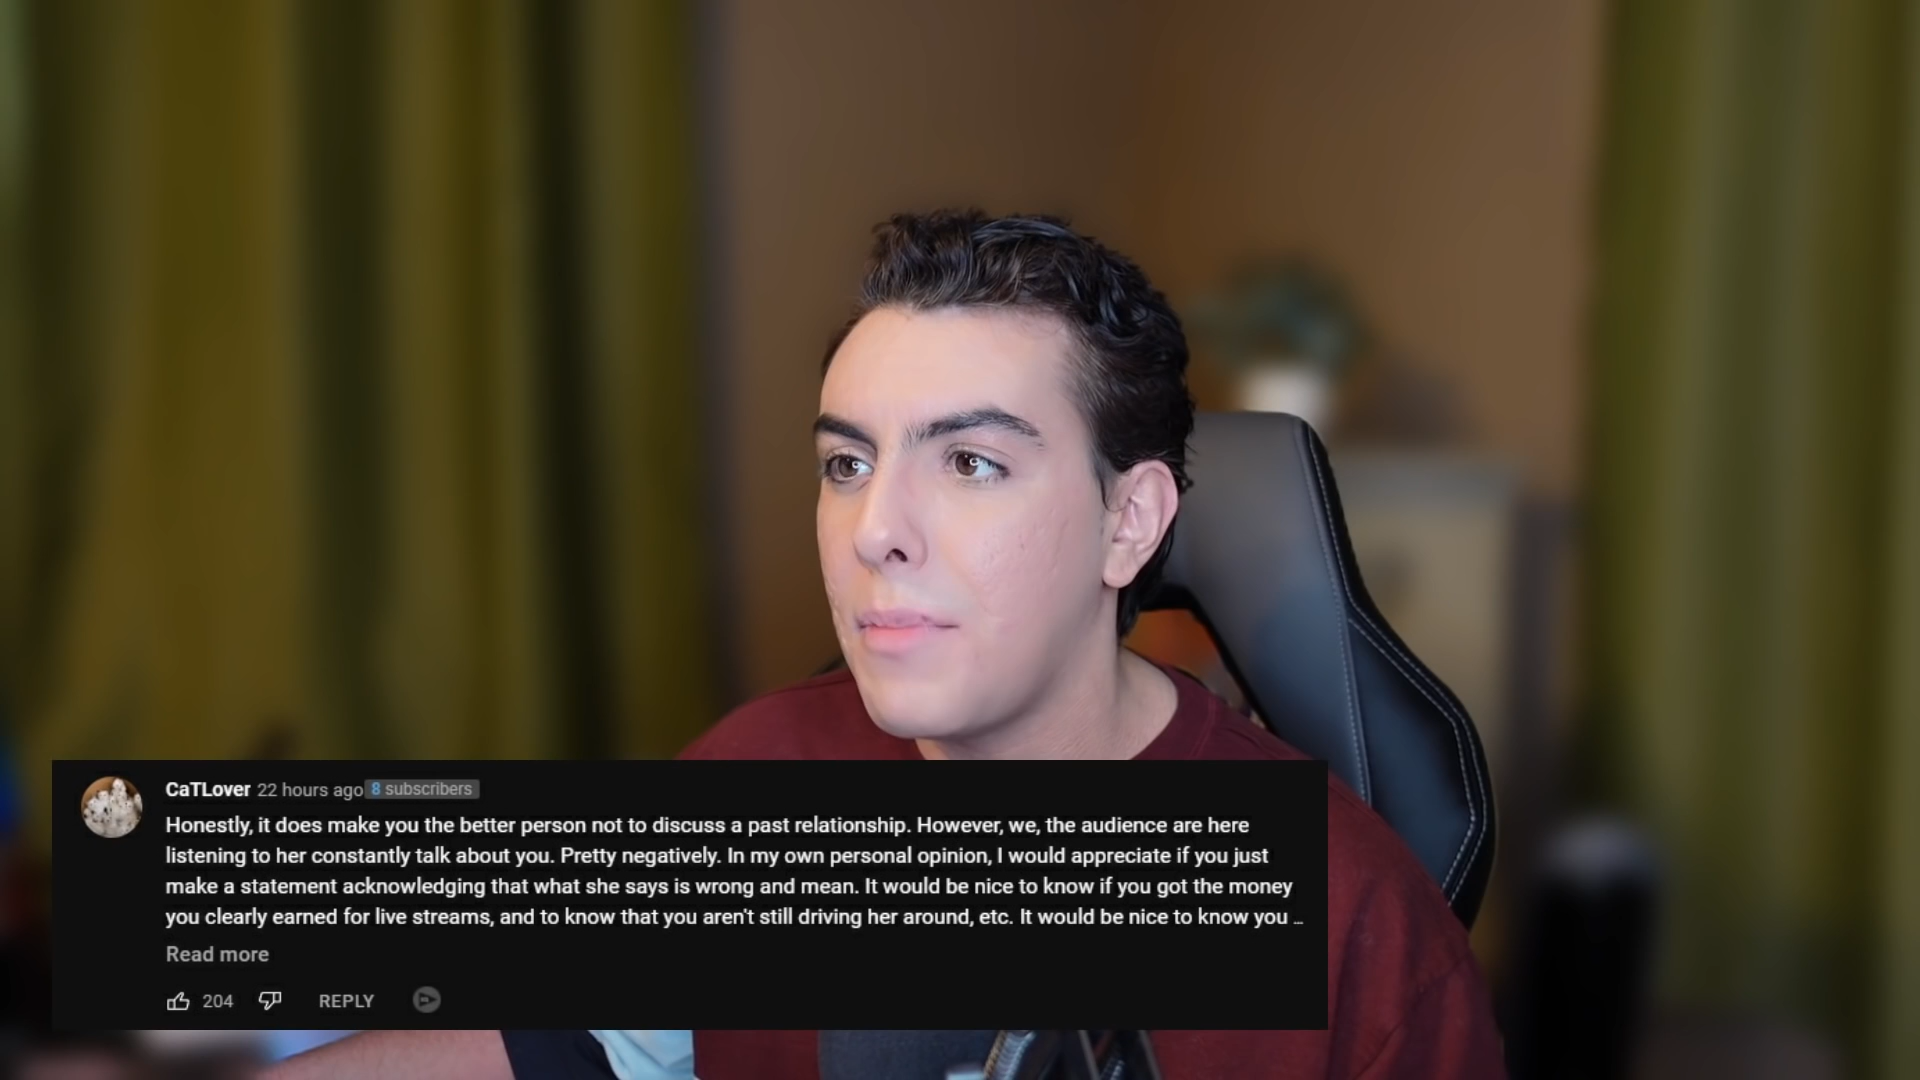 CaTLover 22 hours ago 8 subscribers
Honestly, it does make you the better person not to discuss a past relationship. However, we, the audience are here
listening to her constantly talk about you. Pretty negatively. In my own personal opinion, I would appreciate if you just
make a statement acknowledging that what she says is wrong and mean. It would be nice to know if you got the money
you clearly earned for live streams, and to know that you aren't still driving her around, etc. It would be nice to know you ...
Read more
204 REPLY